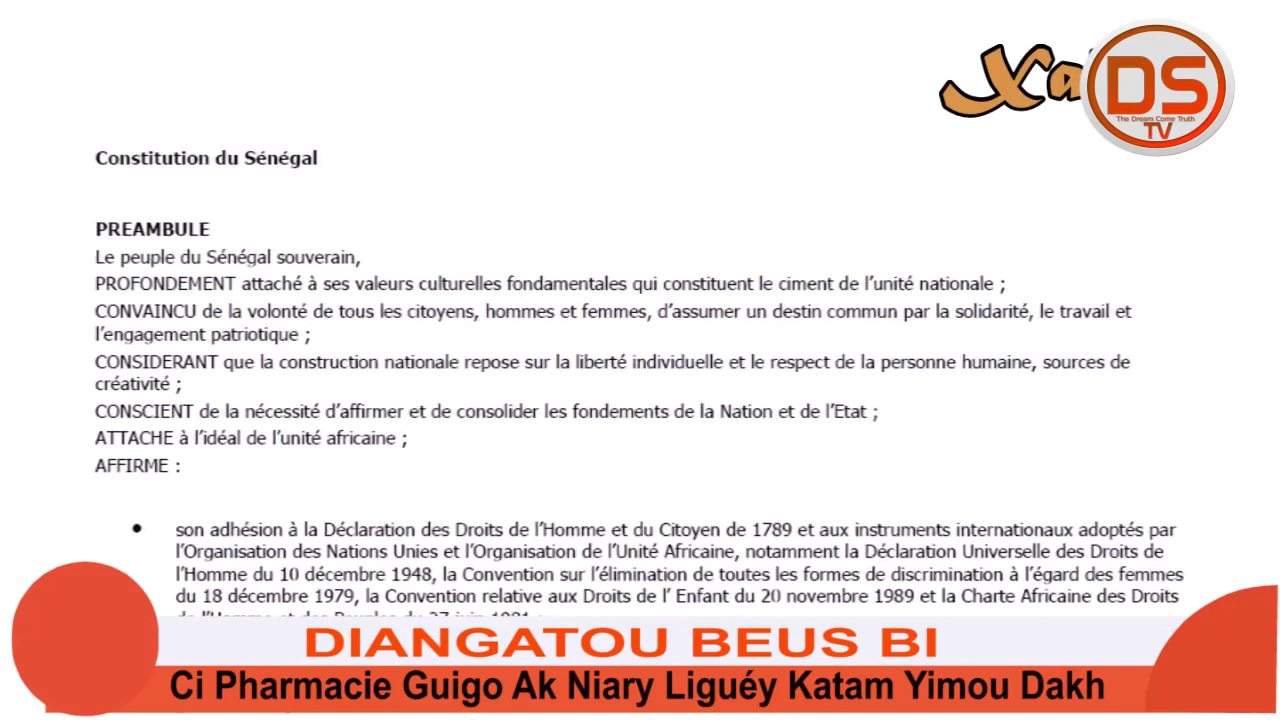 Xa
DS
The Dream Come Truth
TV
Constitution du Sénégal
PREAMBULE
Le peuple du Sénégal souverain,
PROFONDEMENT attaché à ses valeurs culturelles fondamentales qui constituent le ciment de l'unité nationale ;
CONVAINCU de la volonté de tous les citoyens, hommes et femmes, d'assumer un destin commun par la solidarité, le travail et
l'engagement patriotique ;
CONSIDERANT que la construction nationale repose sur la liberté individuelle et le respect de la personne humaine, sources de
créativité ;
CONSCIENT de la nécessité d'affirmer et de consolider les fondements de la Nation et de l'Etat ;
ATTACHE à l'idéal de l'unité africaine ;
AFFIRME :
• son adhésion à la Déclaration des Droits de l'Homme et du Citoyen de 1789 et aux instruments internationaux adoptés par
l'Organisation des Nations Unies et l'Organisation de l'Unité Africaine, notamment la Déclaration Universelle des Droits de
l'Homme du 10 décembre 1948, la Convention sur l'élimination de toutes les formes de discrimination à l'égard des femmes
du 18 décembre 1979, la Convention relative aux Droits de l' Enfant du 20 novembre 1989 et la Charte Africaine des Droits
DIANGATOU BEUS BI
Ci Pharmacie Guigo Ak Niary Liguéy Katam Yimou Dakh